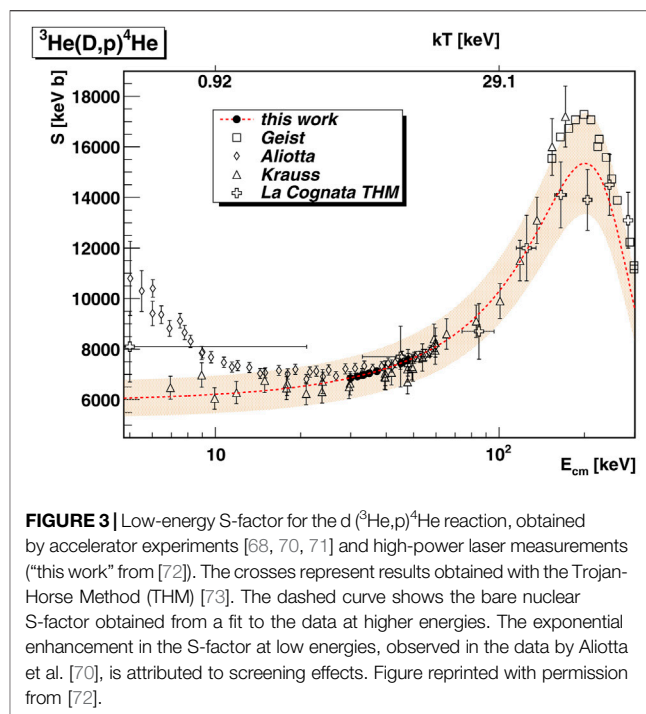 ³He(D,p)⁴He
kT [keV]
0.92
29.1
S [keV b]
18000
16000
14000
12000
10000
8000
6000
this work
Geist
Aliotta
Krauss
La Cognata THM
10
10²
E_cm [keV]
FIGURE 3 | Low-energy S-factor for the d (³He,p)⁴He reaction, obtained
by accelerator experiments [68, 70, 71] and high-power laser measurements
(“this work” from [72]). The crosses represent results obtained with the Trojan-
Horse Method (THM) [73]. The dashed curve shows the bare nuclear
S-factor obtained from a fit to the data at higher energies. The exponential
enhancement in the S-factor at low energies, observed in the data by Aliotta
et al. [70], is attributed to screening effects. Figure reprinted with permission
from [72].